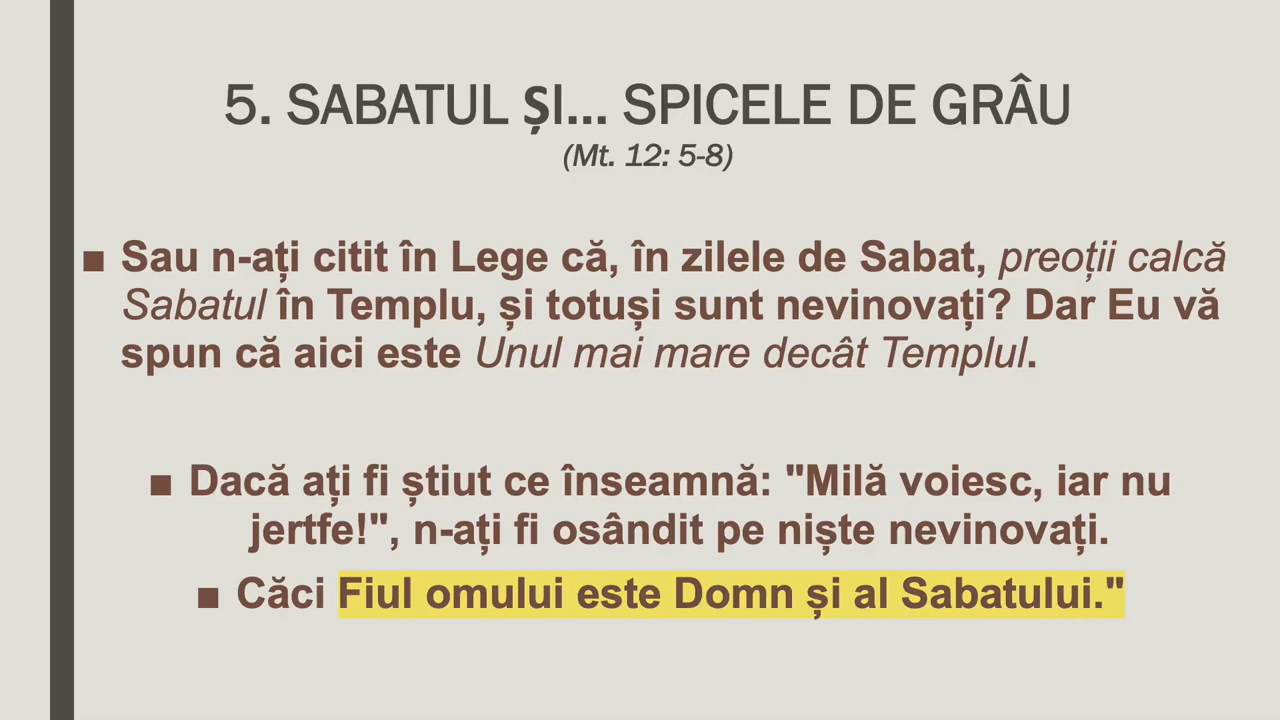 5. SABATUL ȘI... SPICELE DE GRÂU
(Mt. 12: 5-8)
■ Sau n-ați citit în Lege că, în zilele de Sabat, preoții calcă
Sabatul în Templu, și totuși sunt nevinovați? Dar Eu vă
spun că aici este Unul mai mare decât Templul.
■ Dacă ați fi știut ce înseamnă: "Milă voiesc, iar nu
jertfe!", n-ați fi osândit pe niște nevinovați.
■ Căci Fiul omului este Domn și al Sabatului."